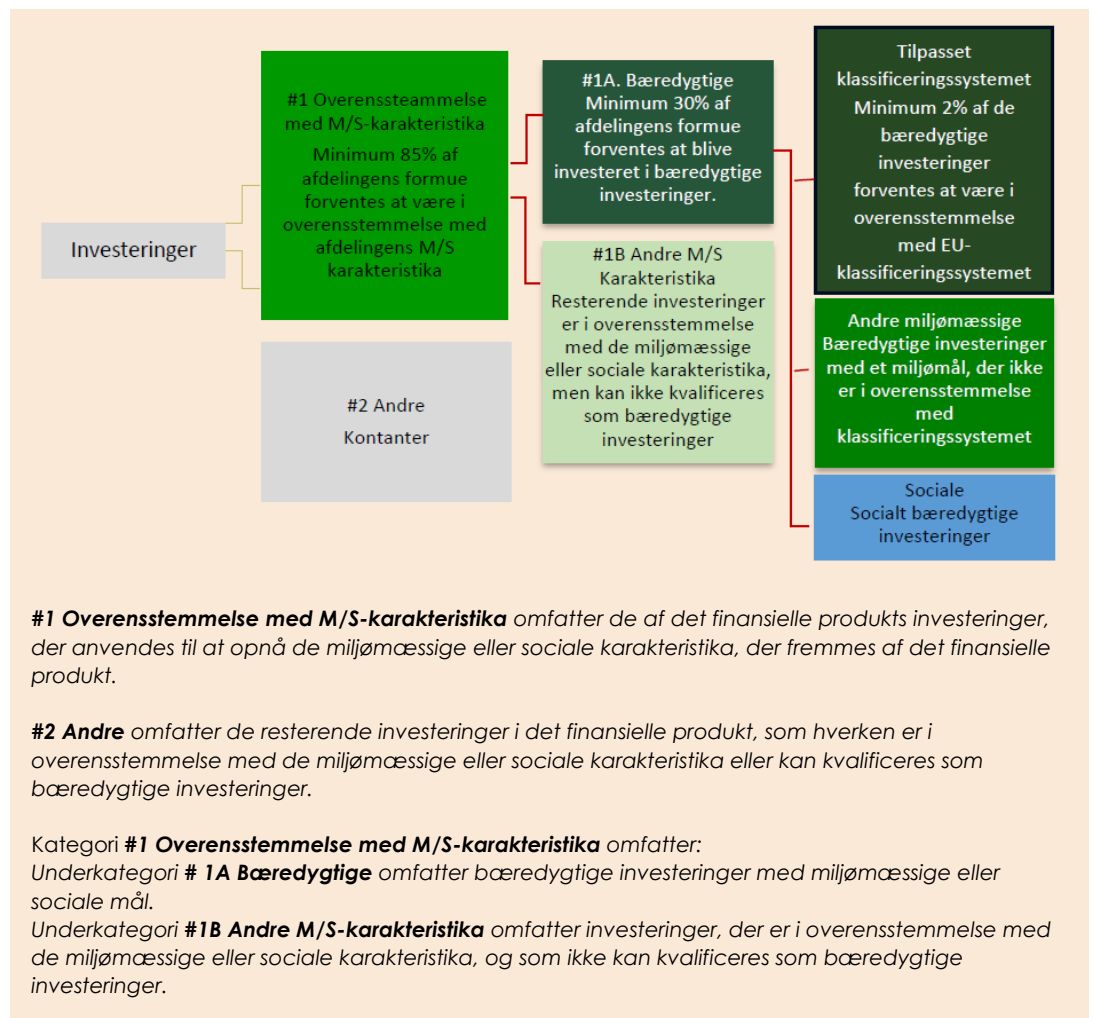 Investeringer
#1 Overenssteammelse
med M/S-karakteristika
Minimum 85% af
afdelingens formue
forventes at være i
overensstemmelse med
afdelingens M/S
karakteristika
#2 Andre
Kontanter
#1A. Bæredygtige
Minimum 30% af
afdelingens formue
forventes at blive
investeret i bæredygtige
investeringer.
#1B Andre M/S
Karakteristika
Resterende investeringer
er i overensstemmelse
med de miljømæssige
eller sociale karakteristika,
men kan ikke kvalificeres
som bæredygtige
investeringer
Tilpasset
klassificeringssystemet
Minimum 2% af de
bæredygtige
investeringer
forventes at være i
overensstemmelse
med EU-
klassificeringssystemet
Andre miljømæssige
Bæredygtige investeringer
med et miljømål, der ikke
er i overensstemmelse
med
klassificeringssystemet
Sociale
Socialt bæredygtige
investeringer
#1 Overensstemmelse med M/S-karakteristika omfatter de af det finansielle produkts investeringer,
der anvendes til at opnå de miljømæssige eller sociale karakteristika, der fremmes af det finansielle
produkt.
#2 Andre omfatter de resterende investeringer i det finansielle produkt, som hverken er i
overensstemmelse med de miljømæssige eller sociale karakteristika eller kan kvalificeres som
bæredygtige investeringer.
Kategori #1 Overensstemmelse med M/S-karakteristika omfatter:
Underkategori # 1A Bæredygtige omfatter bæredygtige investeringer med miljømæssige eller
sociale mål.
Underkategori #1B Andre M/S-karakteristika omfatter investeringer, der er i overensstemmelse med
de miljømæssige eller sociale karakteristika, og som ikke kan kvalificeres som bæredygtige
investeringer.